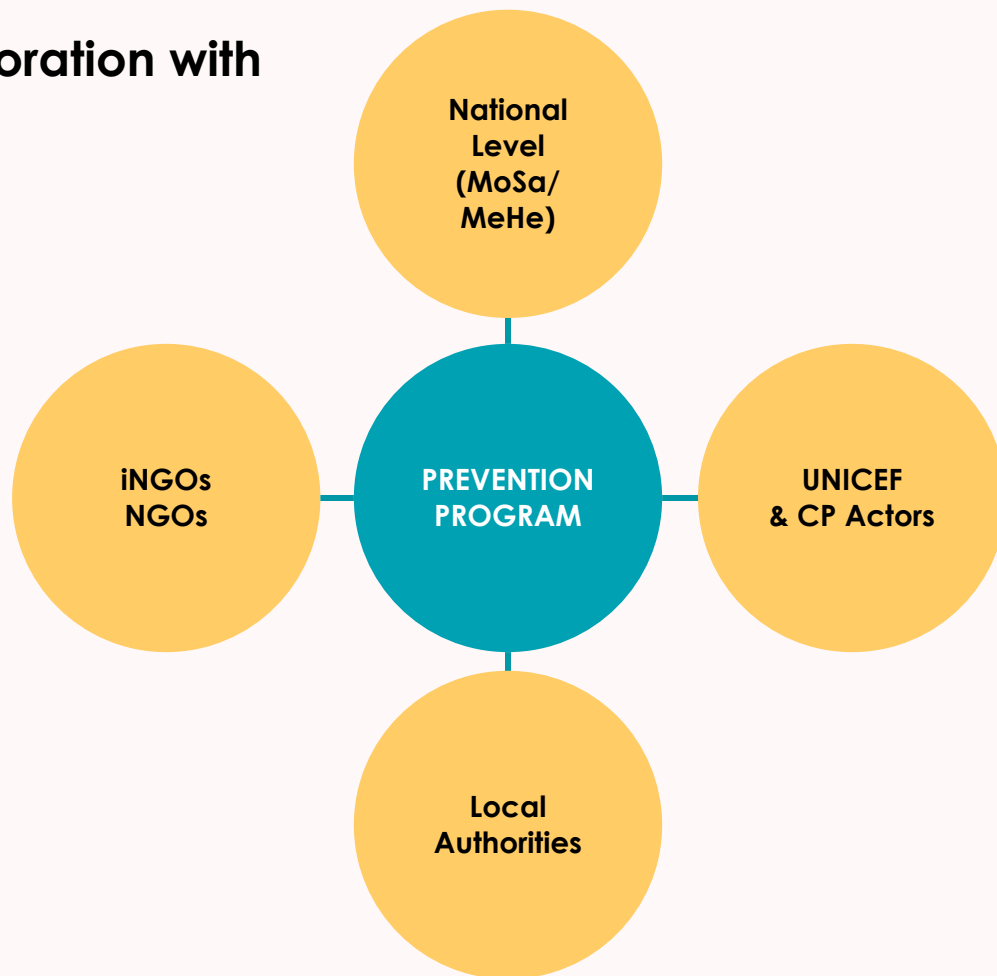 oration with
National
Level
(MoSa/
MeHe)
iNGOs
NGOs
PREVENTION
PROGRAM
UNICEF
& CP Actors
Local
Authorities